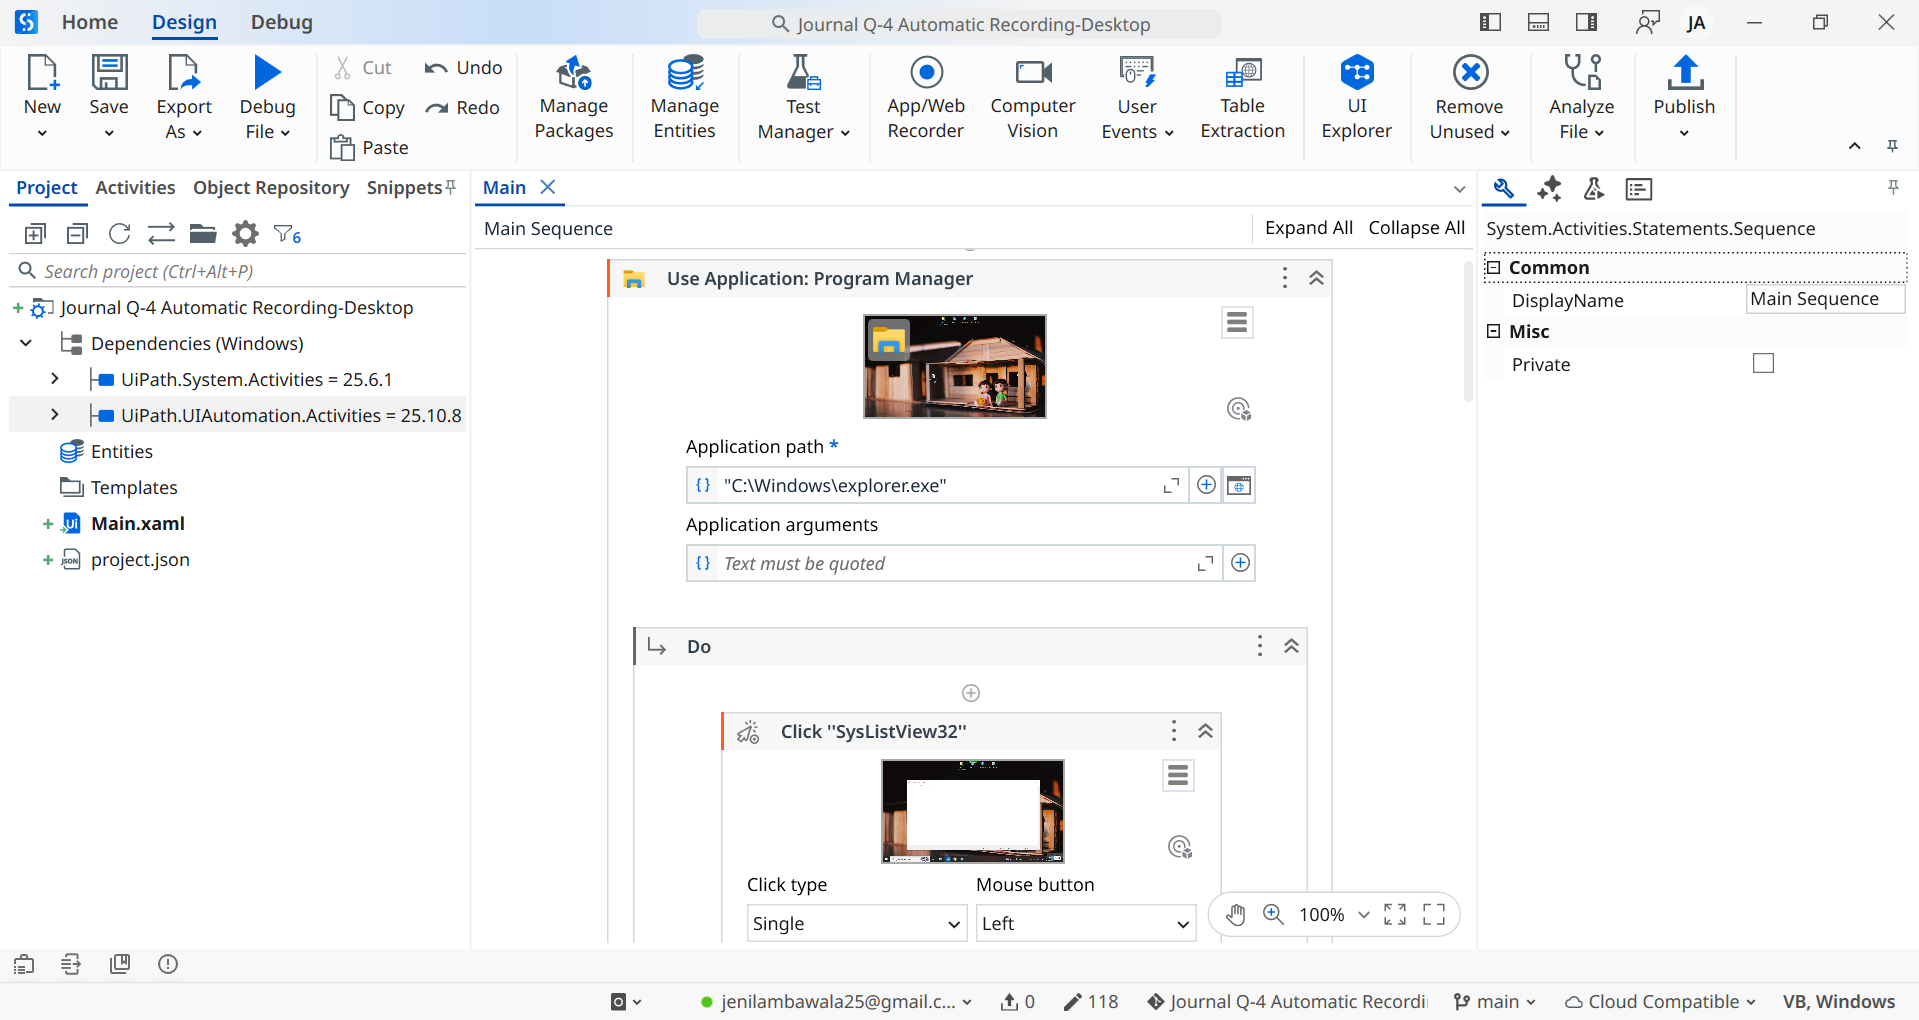 Home
Design
Debug
Journal Q-4 Automatic Recording-Desktop
JA
New
Save
Export
As
Debug
File
Cut
Copy
Paste
Undo
Redo
Manage
Packages
Manage
Entities
Test
Manager
App/Web
Recorder
Computer
Vision
User
Events
Table
Extraction
UI
Explorer
Remove
Unused
Analyze
File
Publish
Project
Activities
Object Repository
Snippets
6
Search project (Ctrl+Alt+P)
Journal Q-4 Automatic Recording-Desktop
Dependencies (Windows)
UiPath.System.Activities = 25.6.1
UiPath.UIAutomation.Activities = 25.10.8
Entities
Templates
Ui
Main.xaml
JSON
project.json
Main
Main Sequence
Expand All
Collapse All
Use Application: Program Manager
Application path *
{} "C:\Windows\explorer.exe"
Application arguments
{} Text must be quoted
Do
Click "SysListView32"
Click type
Mouse button
Single
Left
100%
System.Activities.Statements.Sequence
Common
DisplayName
Main Sequence
Misc
Private
jenilambawala25@gmail.c...
0
118
Journal Q-4 Automatic Recordi
main
Cloud Compatible
VB, Windows